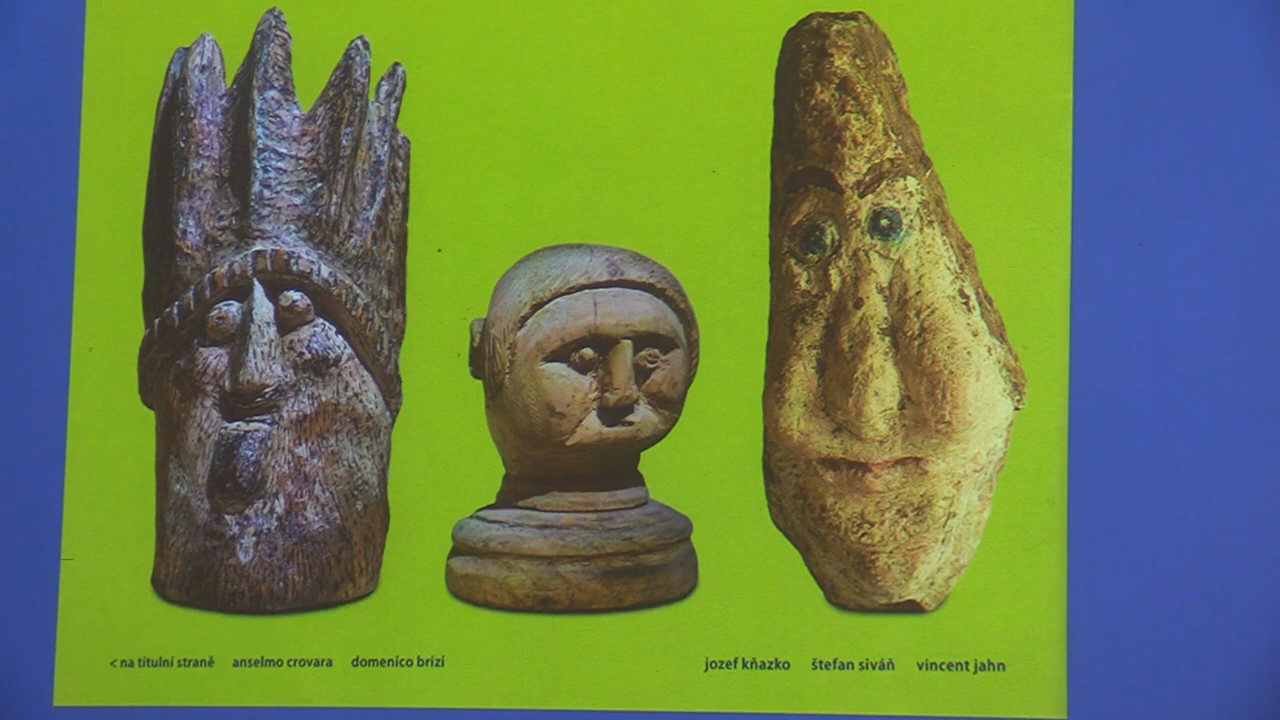 < na titulní straně anselmo crovara domenico brizi jozef kňazko štefan siváň vincent jahn